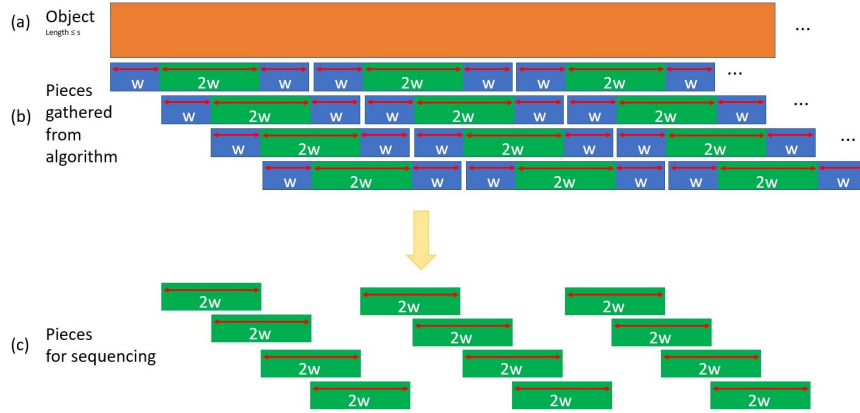 (a) Object ...
Length ≤ s
w 2w w w 2w w w 2w w ...
(b) Pieces gathered from algorithm
w 2w w w 2w w w 2w w ...
w 2w w w 2w w w 2w w ...
w 2w w w 2w w w 2w w
2w 2w 2w
2w 2w 2w
(c) Pieces for sequencing
2w 2w 2w
2w 2w 2w